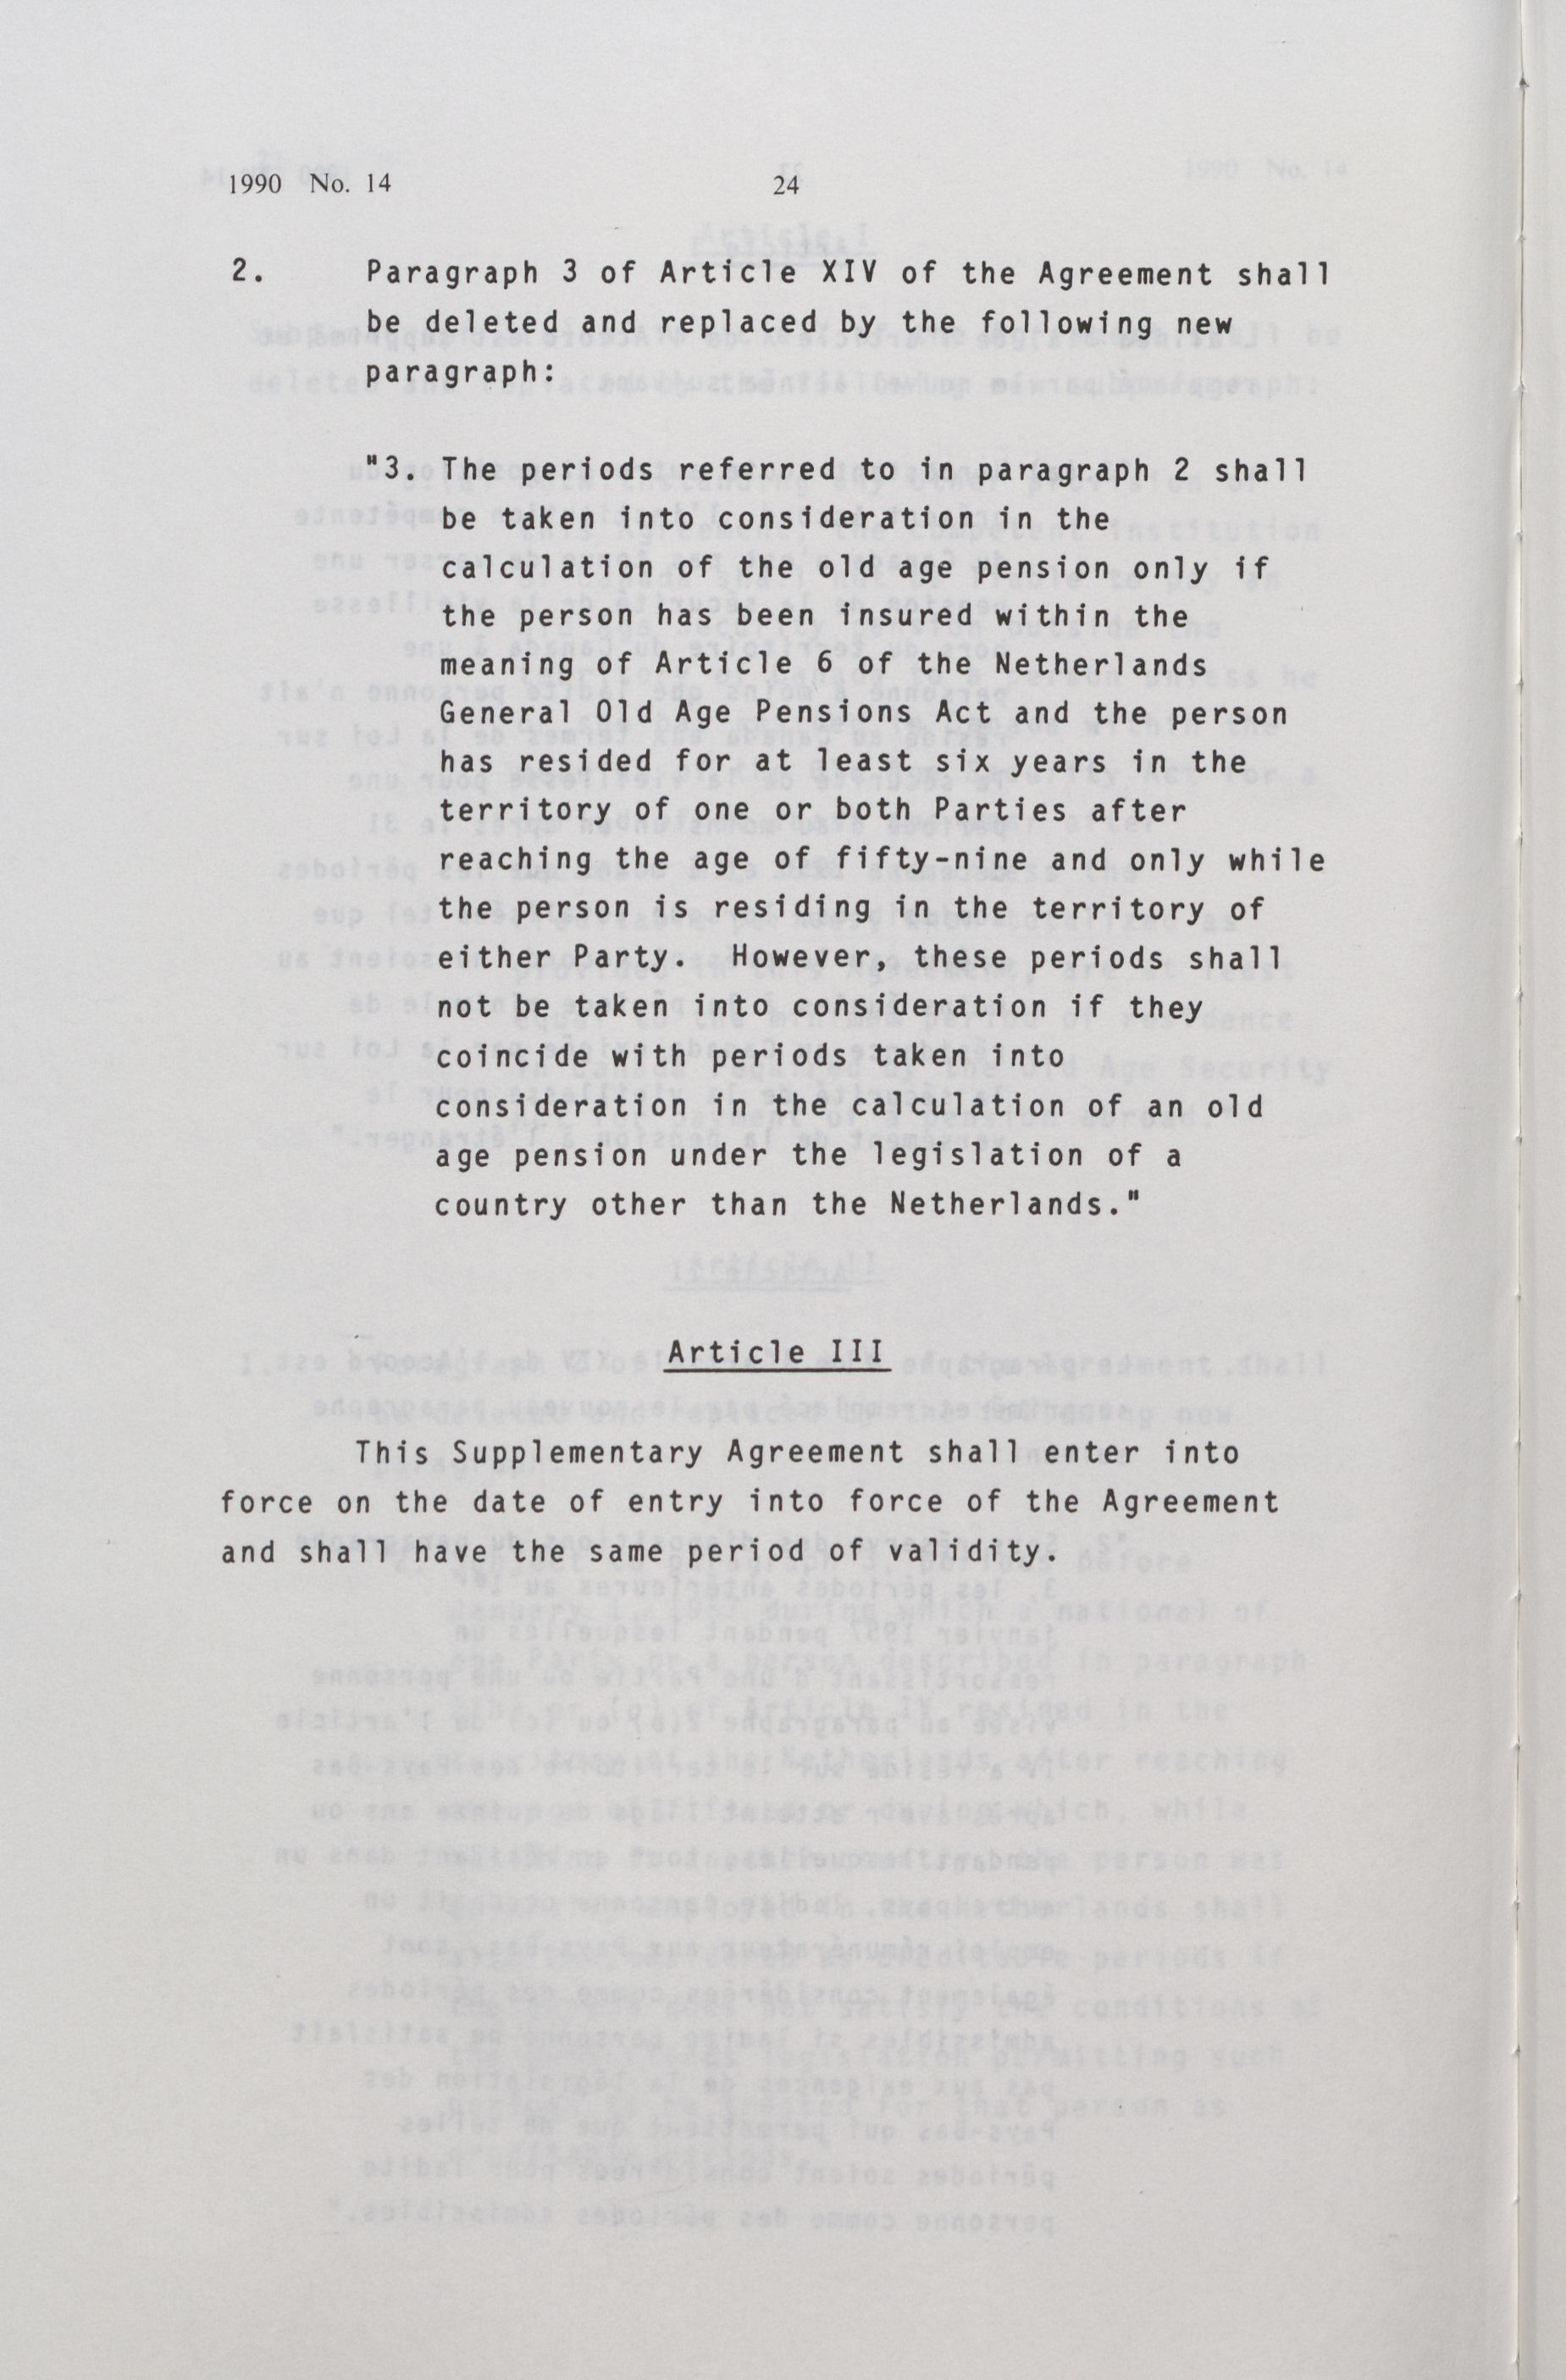 1990 No. 14
24
2. Paragraph 3 of Article XIV of the Agreement shall
be deleted and replaced by the following new
paragraph:
"3. The periods referred to in paragraph 2 shall
be taken into consideration in the
calculation of the old age pension only if
the person has been insured within the
meaning of Article 6 of the Netherlands
General Old Age Pensions Act and the person
has resided for at least six years in the
territory of one or both Parties after
reaching the age of fifty-nine and only while
the person is residing in the territory of
either Party. However, these periods shall
not be taken into consideration if they
coincide with periods taken into
consideration in the calculation of an old
age pension under the legislation of a
country other than the Netherlands."
Article III
This Supplementary Agreement shall enter into
force on the date of entry into force of the Agreement
and shall have the same period of validity.